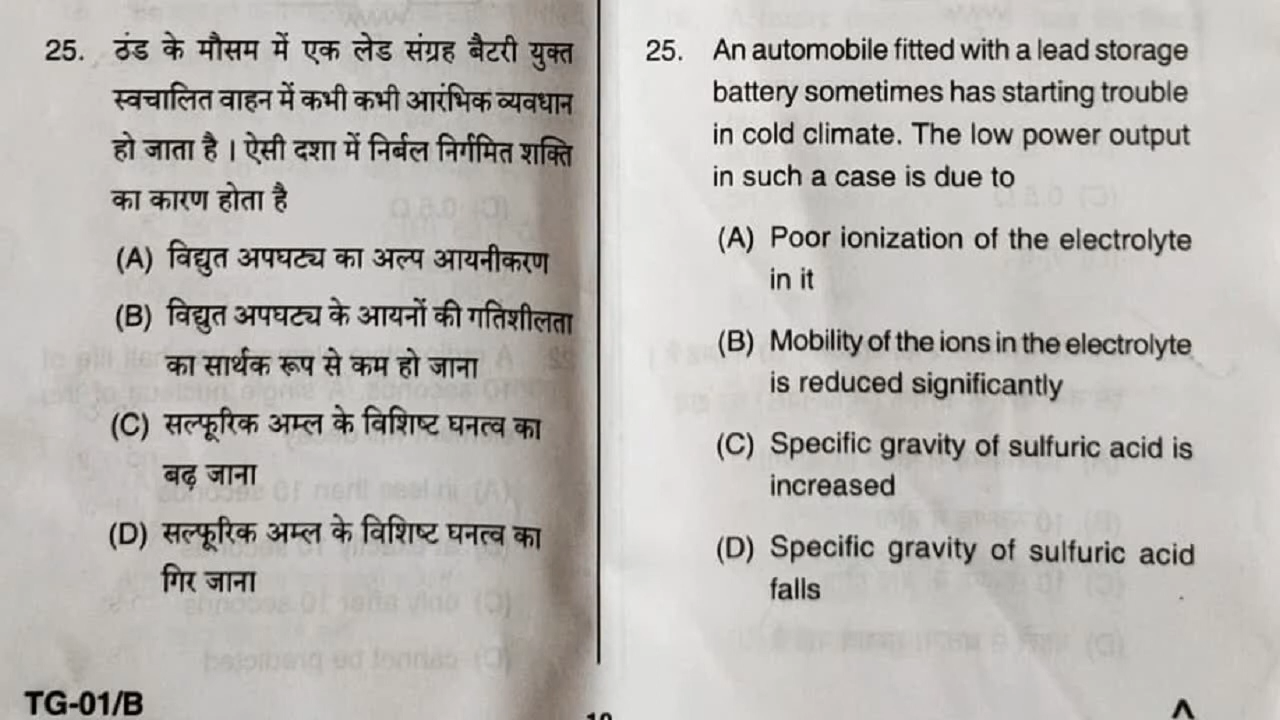 25. ठंड के मौसम में एक लेड संग्रह बैटरी युक्त
स्वचालित वाहन में कभी कभी आरंभिक व्यवधान
हो जाता है । ऐसी दशा में निर्बल निर्गमित शक्ति
का कारण होता है
(A) विद्युत अपघट्य का अल्प आयनीकरण
(B) विद्युत अपघट्य के आयनों की गतिशीलता
का सार्थक रूप से कम हो जाना
(C) सल्फूरिक अम्ल के विशिष्ट घनत्व का
बढ़ जाना
(D) सल्फूरिक अम्ल के विशिष्ट घनत्व का
गिर जाना
TG-01/B
25. An automobile fitted with a lead storage
battery sometimes has starting trouble
in cold climate. The low power output
in such a case is due to
(A) Poor ionization of the electrolyte
in it
(B) Mobility of the ions in the electrolyte
is reduced significantly
(C) Specific gravity of sulfuric acid is
increased
(D) Specific gravity of sulfuric acid
falls